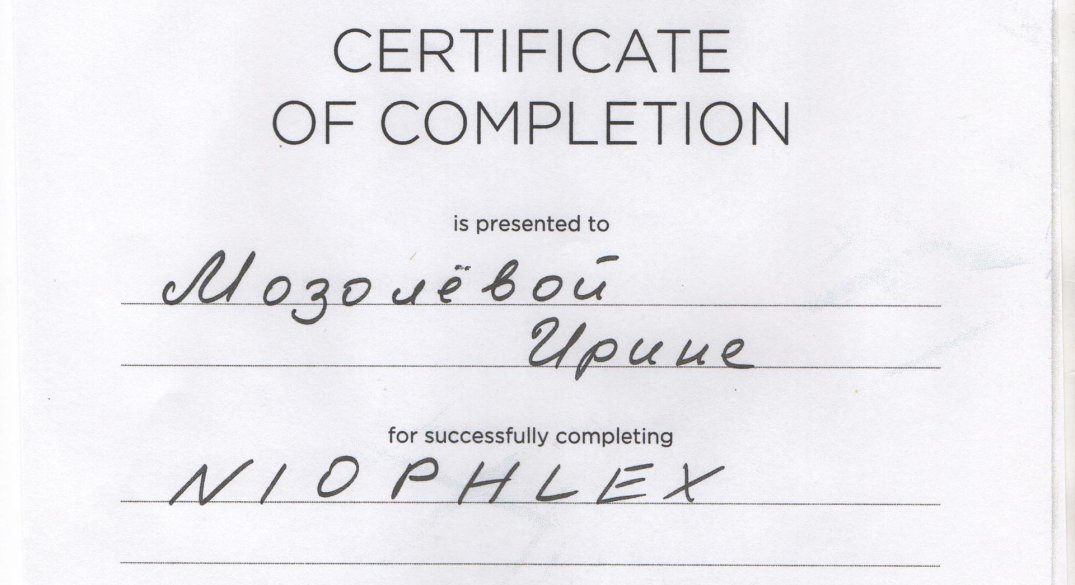 CERTIFICATE
OF COMPLETION
is presented to
Мозолёвой
Ирине
for successfully completing
NIOPHLEX